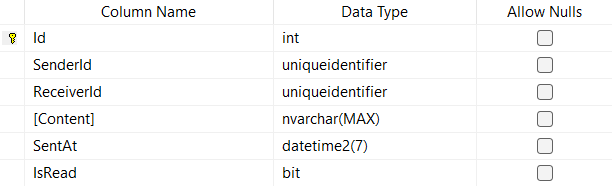 Column Name Data Type Allow Nulls
Id int
SenderId uniqueidentifier
ReceiverId uniqueidentifier
[Content] nvarchar(MAX)
SentAt datetime2(7)
IsRead bit